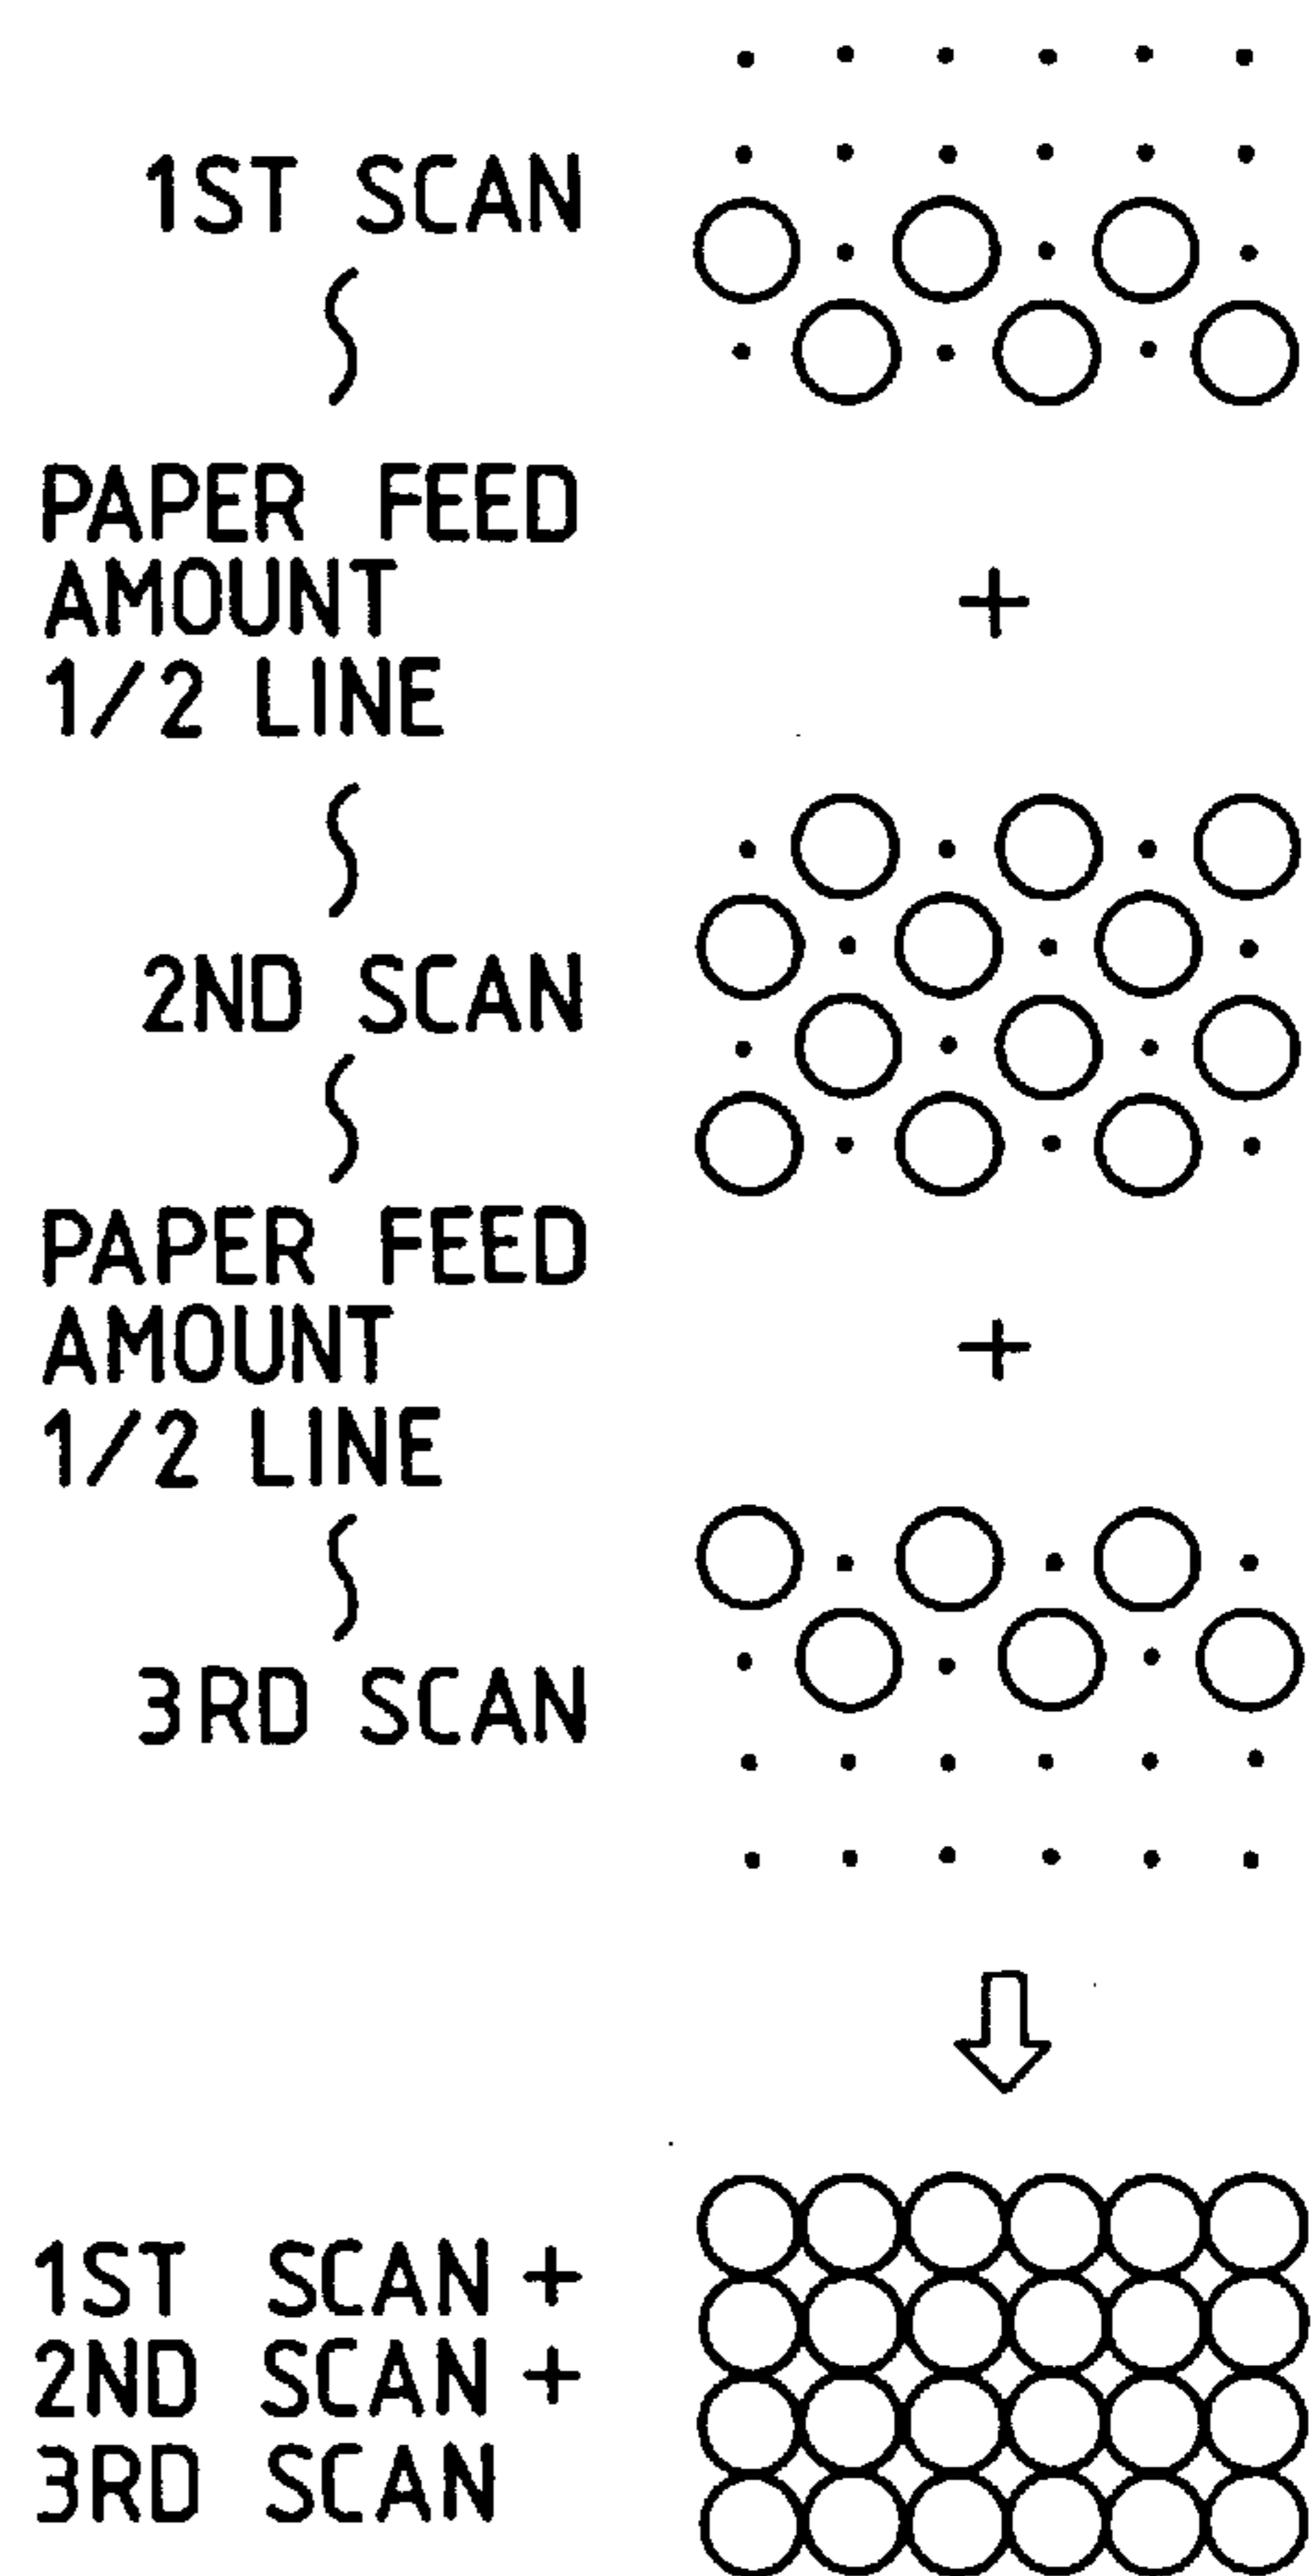 1ST SCAN
PAPER FEED
AMOUNT
1/2 LINE
+
2ND SCAN
PAPER FEED
AMOUNT
1/2 LINE
+
3RD SCAN
1ST SCAN +
2ND SCAN +
3RD SCAN